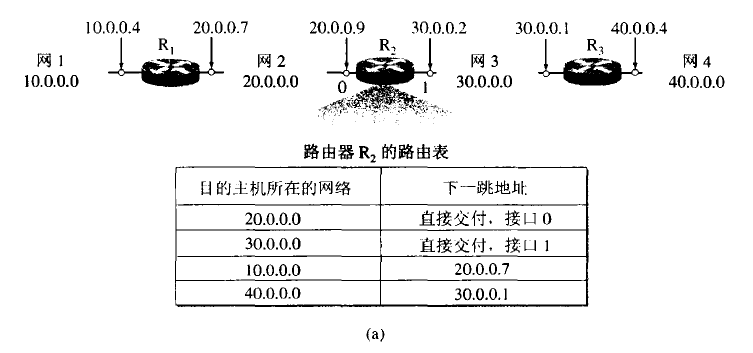 10.0.0.4 20.0.0.7 20.0.0.9 30.0.0.2 30.0.0.1 40.0.0.4
网 1 R1 网 2 R2 网 3 R3 网 4
10.0.0.0 20.0.0.0 0 1 30.0.0.0 40.0.0.0
路由器 R2 的路由表
目的主机所在的网络 下一跳地址
20.0.0.0 直接交付,接口 0
30.0.0.0 直接交付,接口 1
10.0.0.0 20.0.0.7
40.0.0.0 30.0.0.1
(a)